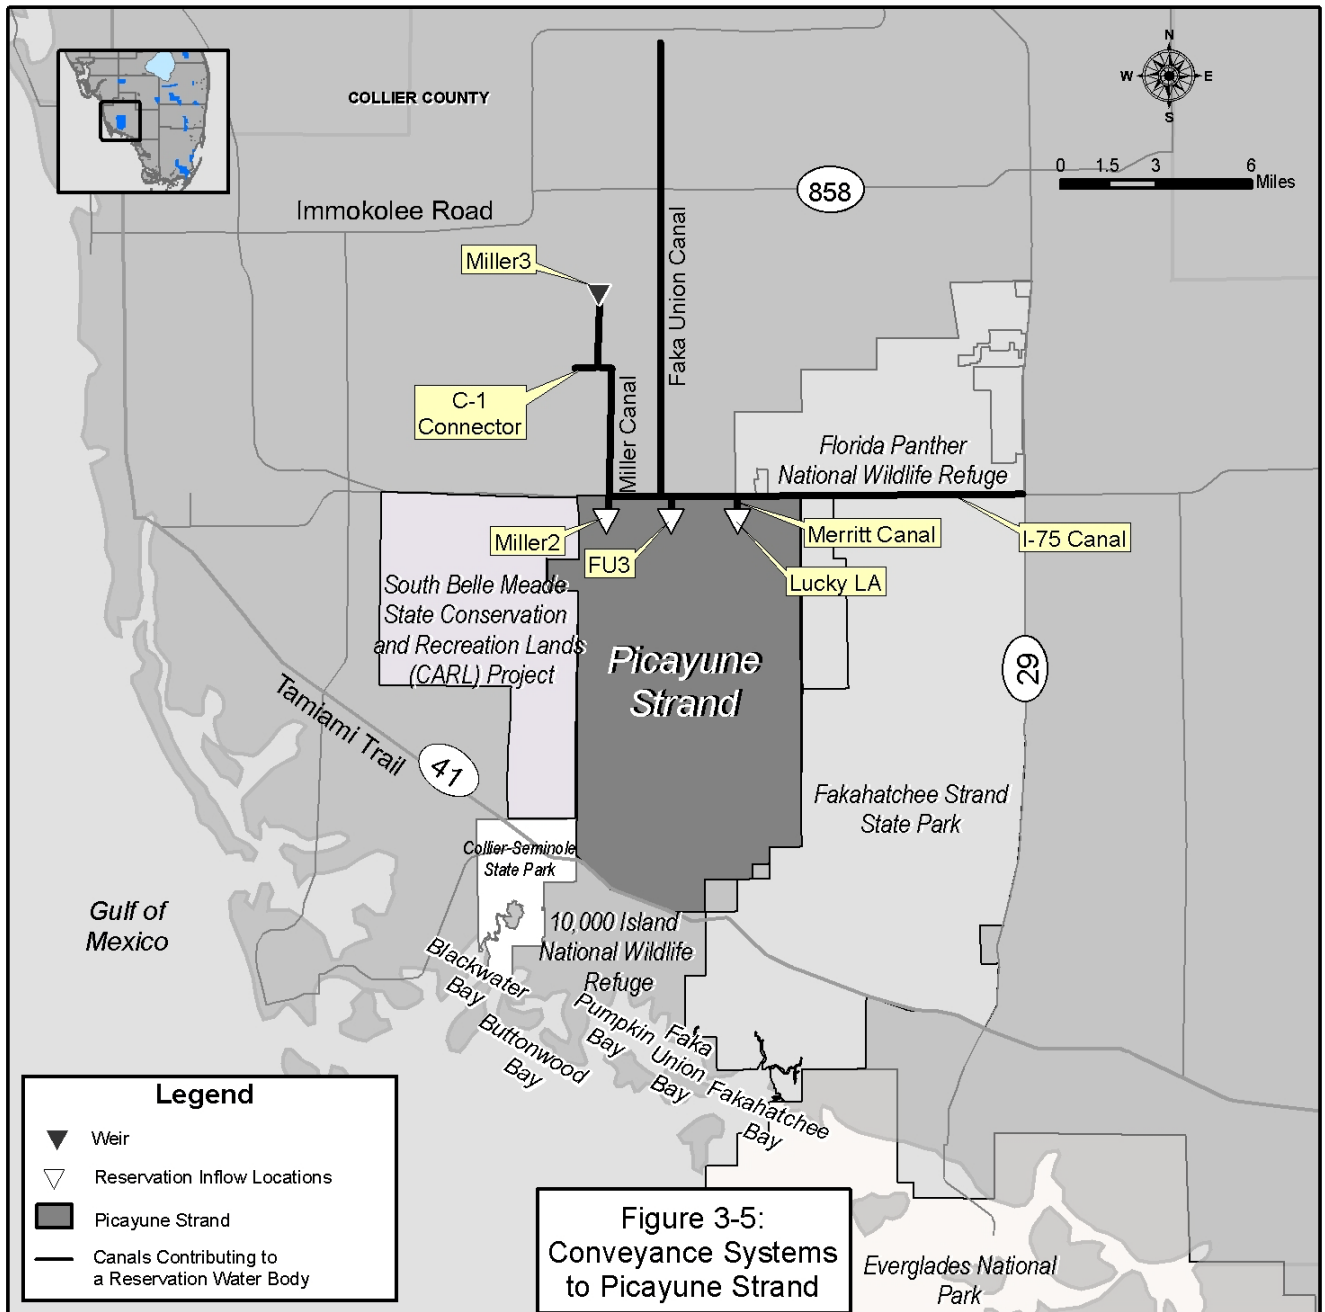 COLLIER COUNTY
N
W
E
S
0
1.5
3
6
Miles
858
Immokolee Road
Faka Union Canal
Miller3
C-1
Connector
Miller Canal
Florida Panther
National Wildlife Refuge
Miller2
FU3
Merritt Canal
Lucky LA
I-75 Canal
South Belle Meade
State Conservation
and Recreation Lands
(CARL) Project
Picayune
Strand
29
Tamiami Trail
41
Fakahatchee Strand
State Park
Collier-Seminole
State Park
Gulf of
Mexico
10,000 Island
National Wildlife
Refuge
Blackwater
Bay
Buttonwood
Bay
Pumpkin
Bay
Faka
Union
Bay
Fakahatchee
Bay
Everglades National
Park
Legend
Weir
Reservation Inflow Locations
Picayune Strand
Canals Contributing to
a Reservation Water Body
Figure 3-5:
Conveyance Systems
to Picayune Strand